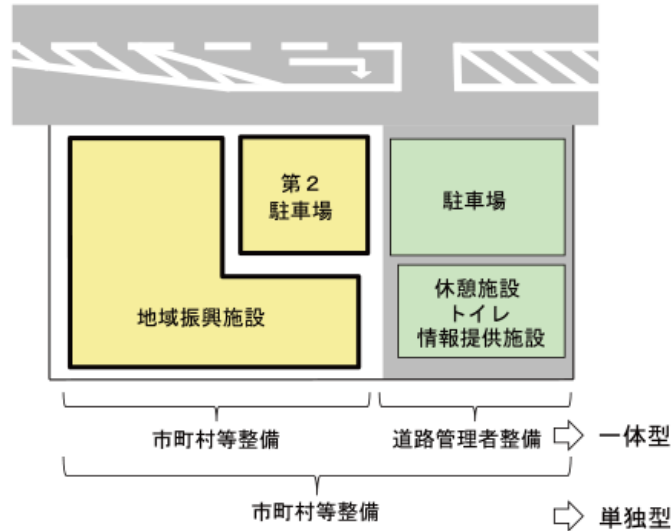 第２
駐車場
駐車場
地域振興施設
休憩施設
トイレ
情報提供施設
市町村等整備
道路管理者整備
一体型
市町村等整備
単独型